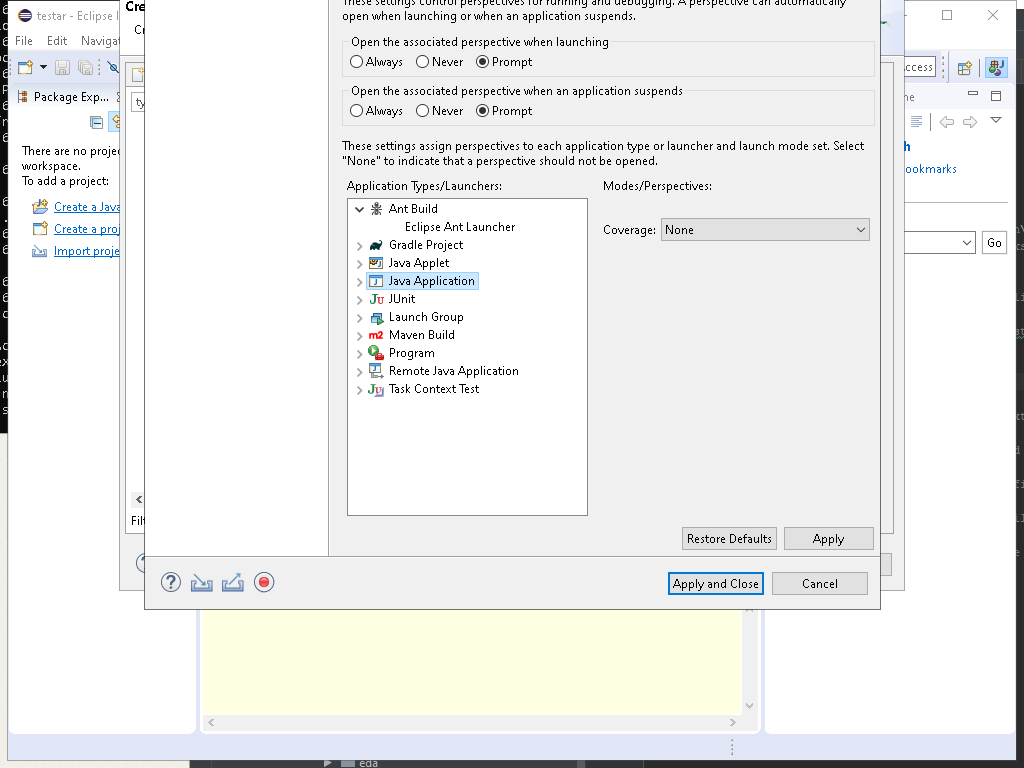 testar - Eclipse I
File Edit Navigat
Package Exp...
There are no proje
workspace.
To add a project:
Create a Java
Create a proj
Import proje
Cre
Cr
ty
Filt
These settings control perspectives for running and debugging. A perspective can automatically
open when launching or when an application suspends.
Open the associated perspective when launching
Always Never Prompt
Open the associated perspective when an application suspends
Always Never Prompt
These settings assign perspectives to each application type or launcher and launch mode set. Select
"None" to indicate that a perspective should not be opened.
Application Types/Launchers:
Modes/Perspectives:
Ant Build
Eclipse Ant Launcher
Gradle Project
Java Applet
Java Application
JUnit
Launch Group
Maven Build
Program
Remote Java Application
Task Context Test
Coverage: None
Restore Defaults Apply
Apply and Close Cancel
ccess
ne
h
ookmarks
Go
eda